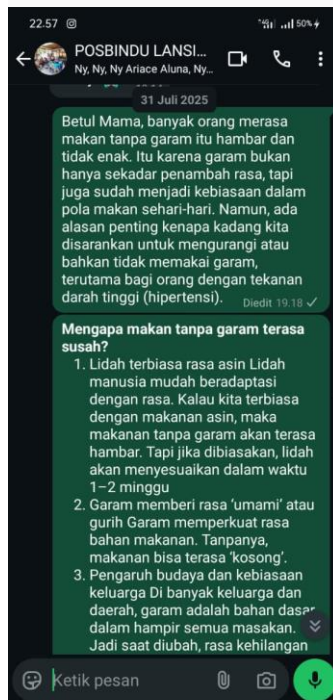 22.57
50%
POSBINDU LANSI...
Ny, Ny, Ny Ariace Aluna, Ny...
31 Juli 2025
Betul Mama, banyak orang merasa
makan tanpa garam itu hambar dan
tidak enak. Itu karena garam bukan
hanya sekadar penambah rasa, tapi
juga sudah menjadi kebiasaan dalam
pola makan sehari-hari. Namun, ada
alasan penting kenapa kadang kita
disarankan untuk mengurangi atau
bahkan tidak memakai garam,
terutama bagi orang dengan tekanan
darah tinggi (hipertensi). Diedit 19.18
Mengapa makan tanpa garam terasa
susah?
1. Lidah terbiasa rasa asin Lidah
manusia mudah beradaptasi
dengan rasa. Kalau kita terbiasa
dengan makanan asin, maka
makanan tanpa garam akan terasa
hambar. Tapi jika dibiasakan, lidah
akan menyesuaikan dalam waktu
1–2 minggu
2. Garam memberi rasa ‘umami’ atau
gurih Garam memperkuat rasa
bahan makanan. Tanpanya,
makanan bisa terasa ‘kosong’.
3. Pengaruh budaya dan kebiasaan
keluarga Di banyak keluarga dan
daerah, garam adalah bahan dasar
dalam hampir semua masakan.
Jadi saat diubah, rasa kehilangan
Ketik pesan